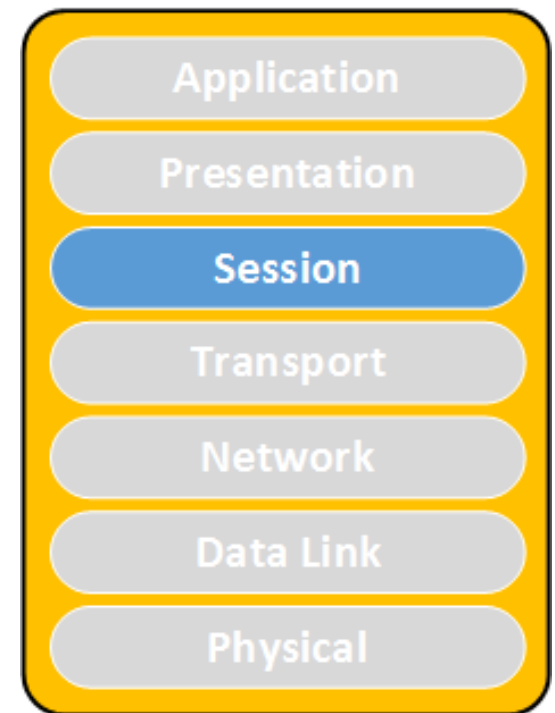 Application
Presentation
Session
Transport
Network
Data Link
Physical